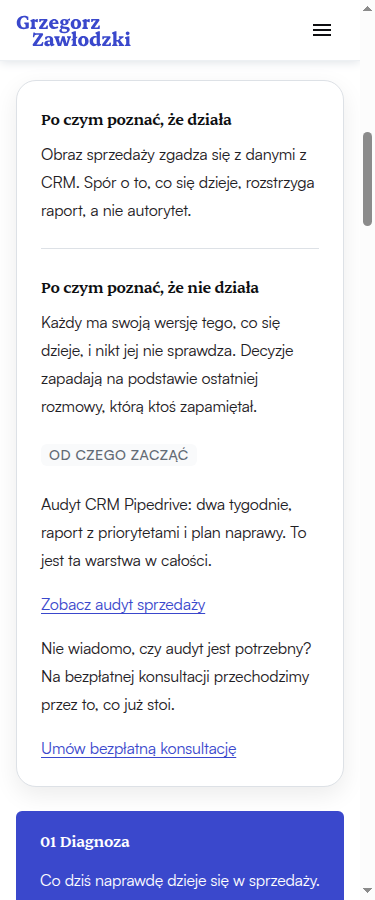 Grzegorz
Zawłodzki
Po czym poznać, że działa
Obraz sprzedaży zgadza się z danymi z
CRM. Spór o to, co się dzieje, rozstrzyga
raport, a nie autorytet.
Po czym poznać, że nie działa
Każdy ma swoją wersję tego, co się
dzieje, i nikt jej nie sprawdza. Decyzje
zapadają na podstawie ostatniej
rozmowy, którą ktoś zapamiętał.
OD CZEGO ZACZĄĆ
Audyt CRM Pipedrive: dwa tygodnie,
raport z priorytetami i plan naprawy. To
jest ta warstwa w całości.
Zobacz audyt sprzedaży
Nie wiadomo, czy audyt jest potrzebny?
Na bezpłatnej konsultacji przechodzimy
przez to, co już stoi.
Umów bezpłatną konsultację
01 Diagnoza
Co dziś naprawdę dzieje się w sprzedaży.